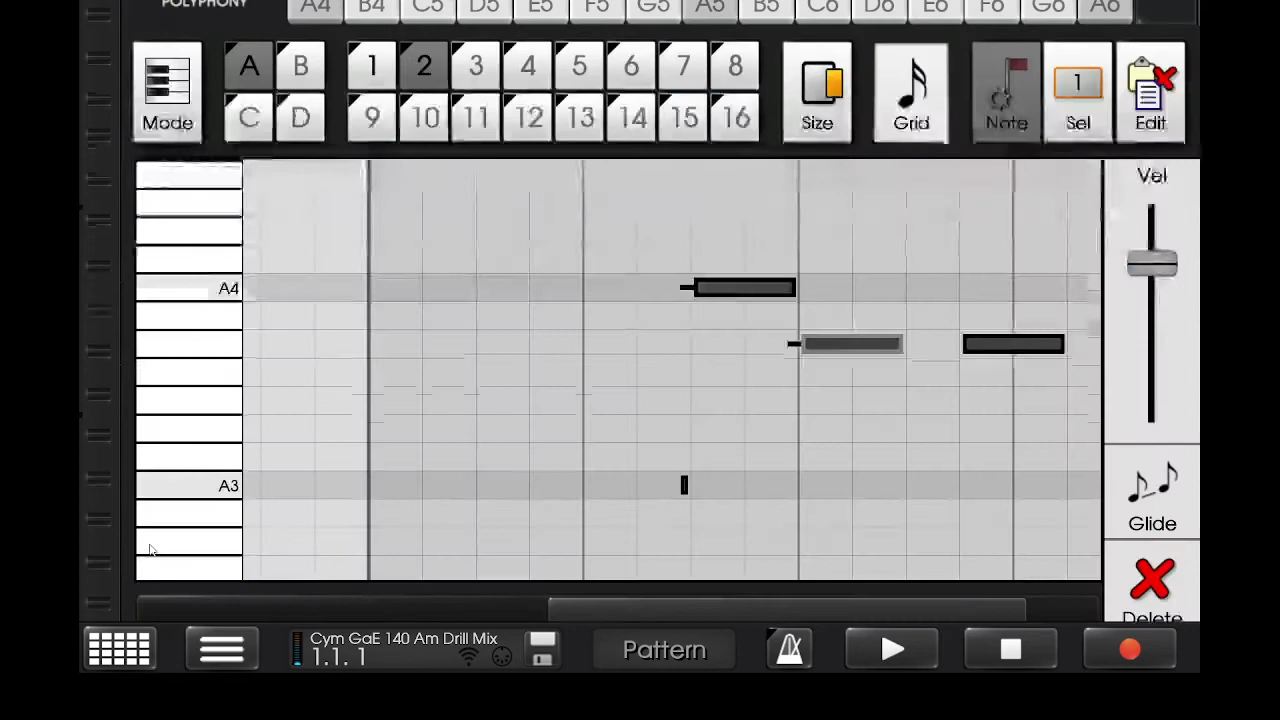 POLYPHONY A4 B4 C5 D5 E5 F5 G5 A5 B5 C6 D6 E6 F6 G6 A6
A B 1 2 3 4 5 6 7 8
C D 9 10 11 12 13 14 15 16
Mode Size Grid Note 1 Sel Edit
Vel
A4
A3
Glide
Delete
Cym GaE 140 Am Drill Mix
1.1. 1
Pattern